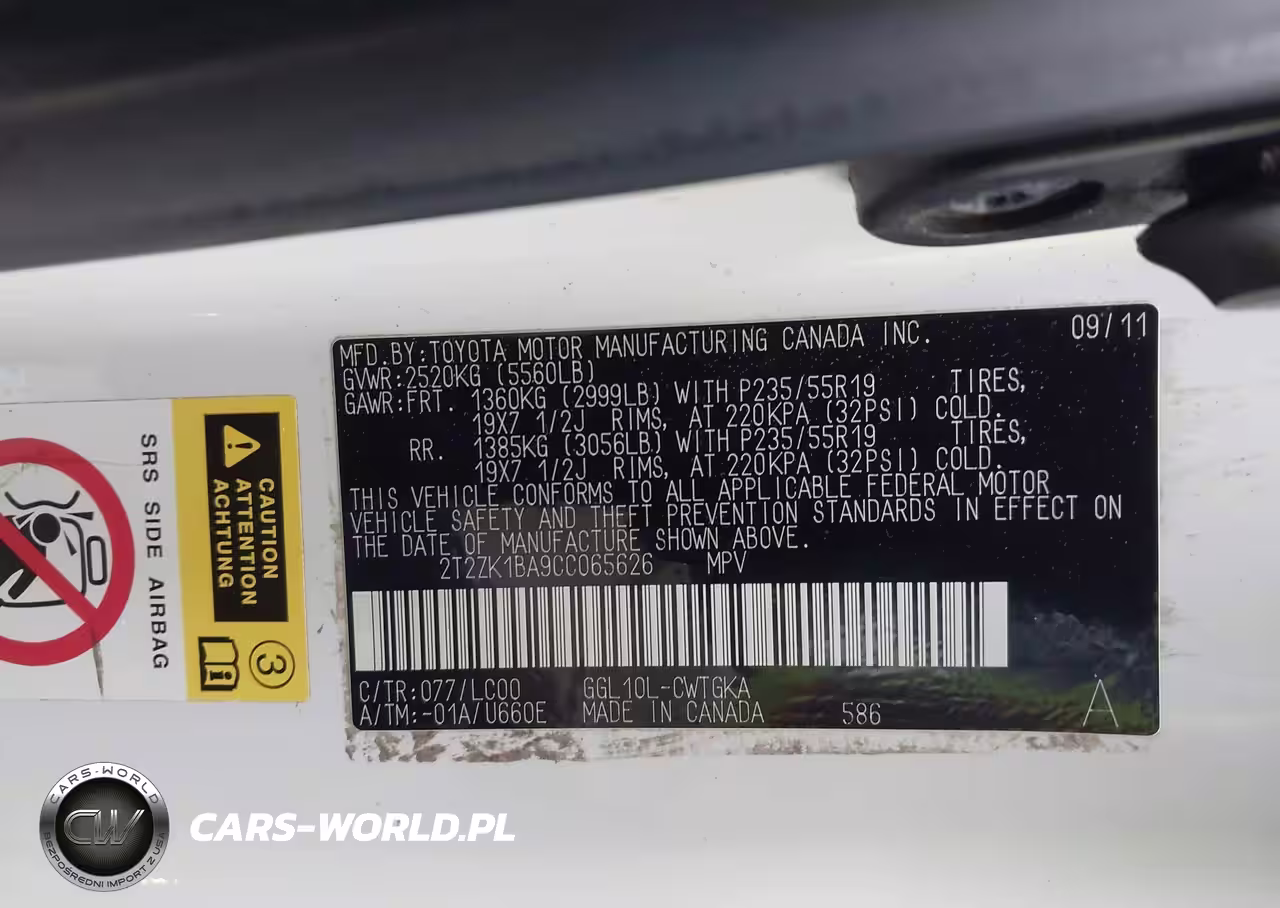 MFD.BY:TOYOTA MOTOR MANUFACTURING CANADA INC. 09/11
GVWR:2520KG (5560LB)
GAWR:FRT. 1360KG (2999LB) WITH P235/55R19 TIRES,
19X7 1/2J RIMS, AT 220KPA (32PSI) COLD.
RR. 1385KG (3056LB) WITH P235/55R19 TIRES,
19X7 1/2J RIMS, AT 220KPA (32PSI) COLD.
THIS VEHICLE CONFORMS TO ALL APPLICABLE FEDERAL MOTOR
VEHICLE SAFETY AND THEFT PREVENTION STANDARDS IN EFFECT ON
THE DATE OF MANUFACTURE SHOWN ABOVE.
2T2ZK1BA9CC065626 MPV
C/TR:077/LC00 GGL10L-CWTGKA
A/TM:-01A/U660E MADE IN CANADA 586 A
CAUTION
ATTENTION
ACHTUNG
SRS SIDE AIRBAG
3
CARS-WORLD
CW
BEZPOŚREDNI IMPORT Z USA
CARS-WORLD.PL